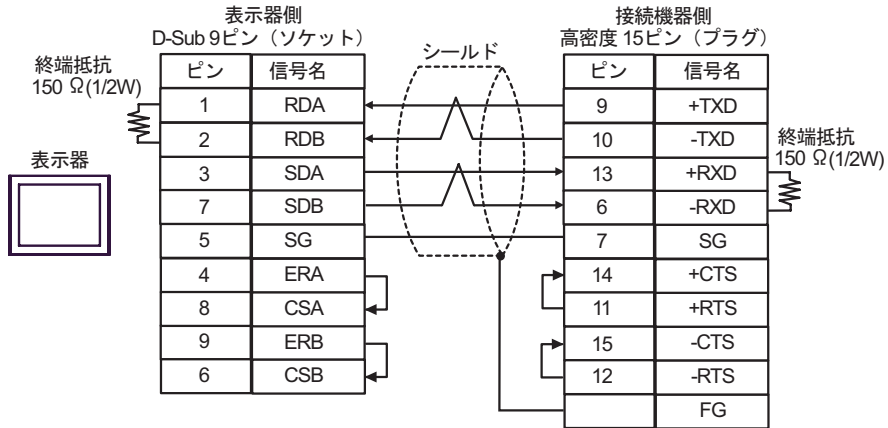 表示器側
D-Sub 9ピン（ソケット）
接続機器側
高密度 15ピン（プラグ）
シールド
終端抵抗
150 Ω(1/2W)
表示器
ピン 信号名
1 RDA
2 RDB
3 SDA
7 SDB
5 SG
4 ERA
8 CSA
9 ERB
6 CSB
ピン 信号名
9 +TXD
10 -TXD
13 +RXD
6 -RXD
7 SG
14 +CTS
11 +RTS
15 -CTS
12 -RTS
FG
終端抵抗
150 Ω(1/2W)